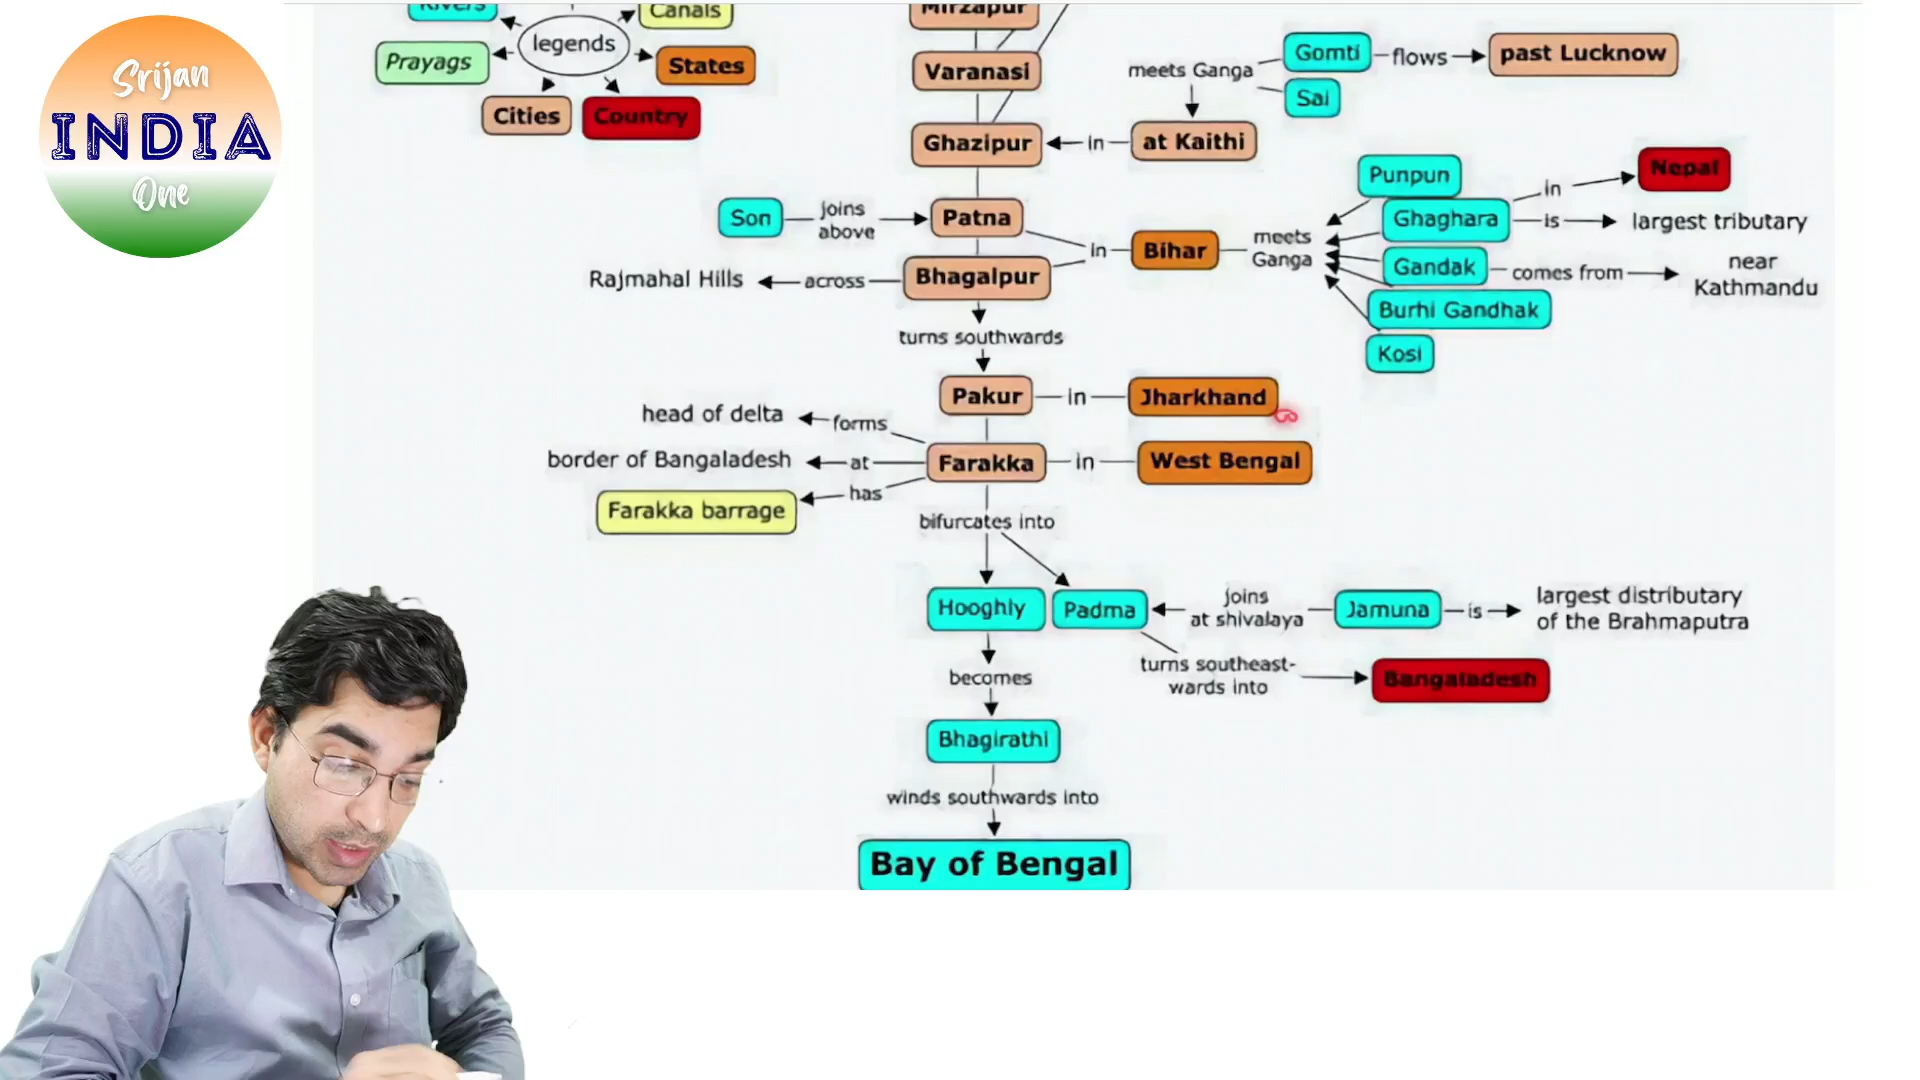 Srijan
INDIA
One
Rivers
Canals
legends
Prayags
States
Cities
Country
Mirzapur
Varanasi
meets Ganga
Gomti
flows
past Lucknow
Sai
Ghazipur
in
at Kaithi
Punpun
Nepal
in
Son
joins
above
Patna
Ghaghara
is
largest tributary
in
Bihar
meets
Ganga
Rajmahal Hills
across
Bhagalpur
Gandak
comes from
near
Kathmandu
Burhi Gandhak
turns southwards
Kosi
Pakur
in
Jharkhand
head of delta
forms
border of Bangaladesh
at
Farakka
in
West Bengal
has
Farakka barrage
bifurcates into
Hooghly
Padma
joins
at shivalaya
Jamuna
is
largest distributary
of the Brahmaputra
becomes
turns southeast-
wards into
Bangaladesh
Bhagirathi
winds southwards into
Bay of Bengal